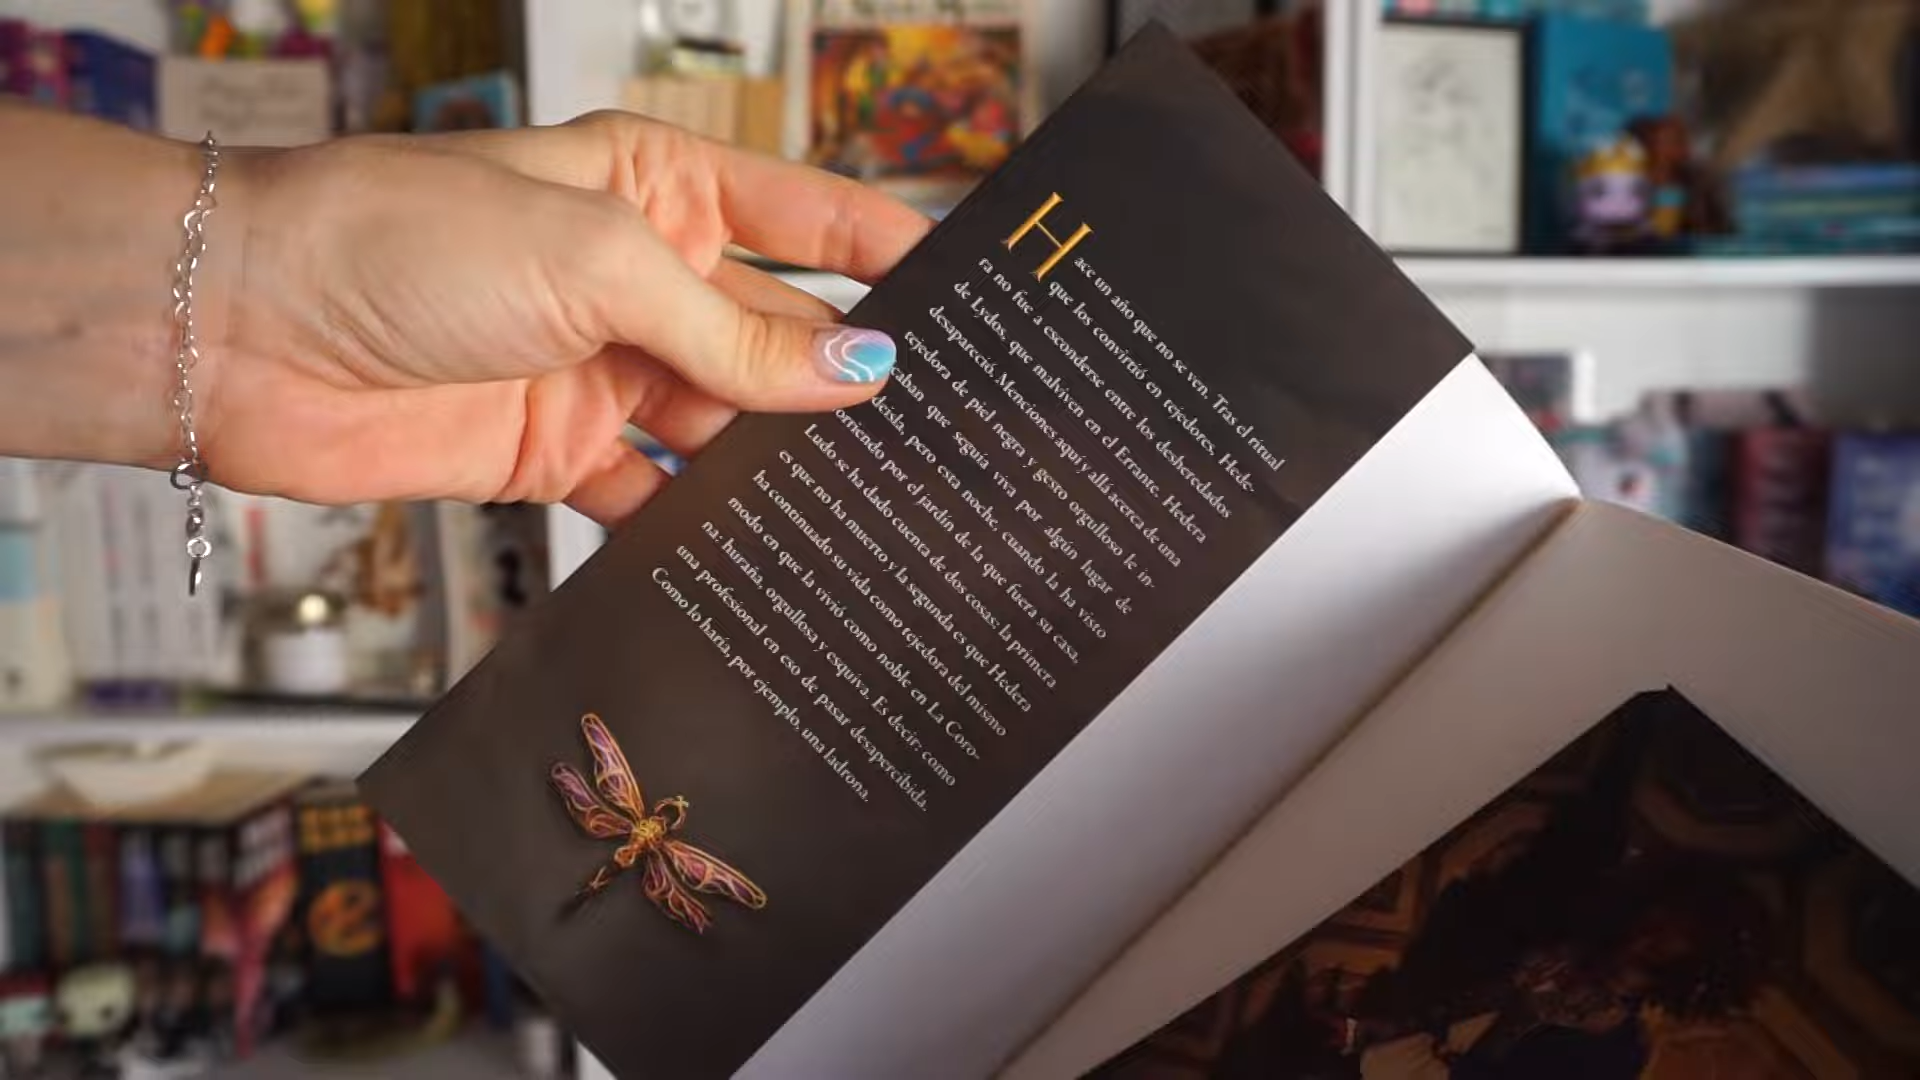 Hace un año que no se ven. Tras el ritual
que los convirtió en tejedores, Hede-
ra no fue a esconderse entre los desheredados
de Lydos, que malviven en el Errante. Hedera
desapareció. Menciones aquí y allá acerca de una
tejedora de piel negra y gesto orgulloso le in-
caban que seguía viva por algún lugar de
deisla, pero esta noche, cuando la ha visto
orriendo por el jardín de la que fuera su casa,
Ludo se ha dado cuenta de dos cosas: la primera
es que no ha muerto y la segunda es que Hedera
ha continuado su vida como tejedora del mismo
modo en que la vivió como noble en La Coro-
na: huraña, orgullosa y esquiva. Es decir: como
una profesional en eso de pasar desapercibida.
Como lo haría, por ejemplo, una ladrona.